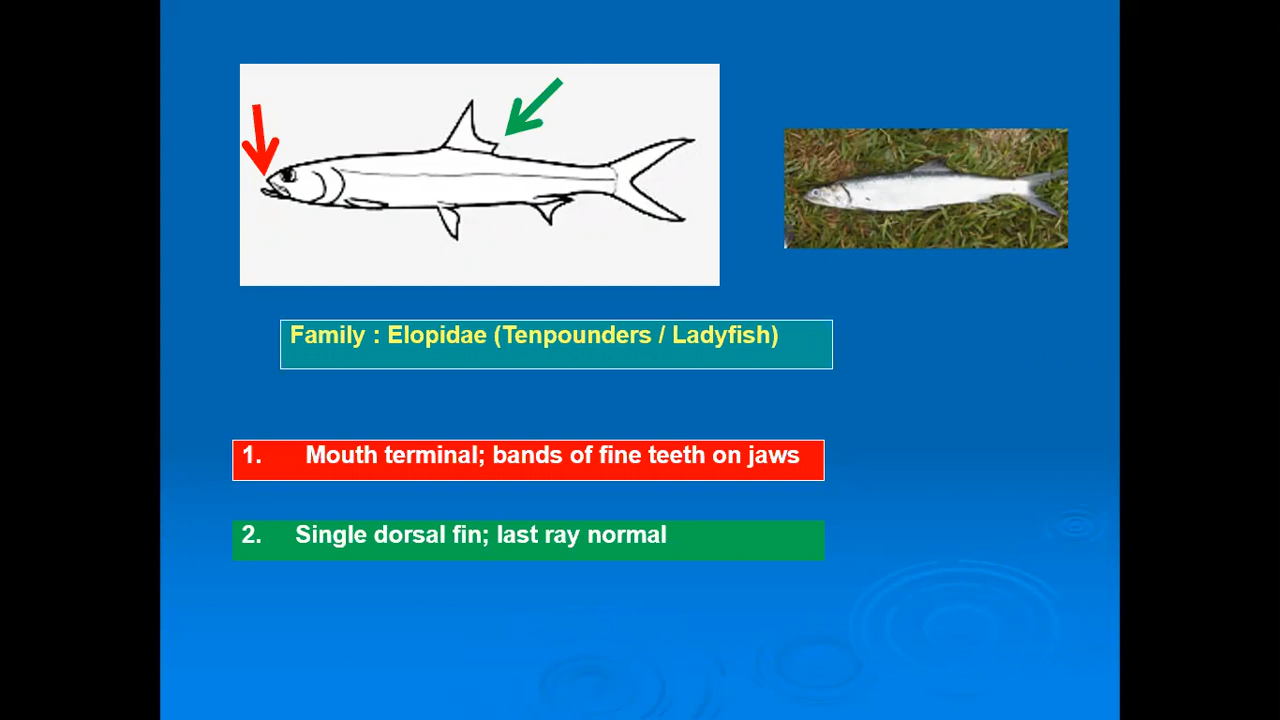 Family : Elopidae (Tenpounders / Ladyfish)
1. Mouth terminal; bands of fine teeth on jaws
2. Single dorsal fin; last ray normal